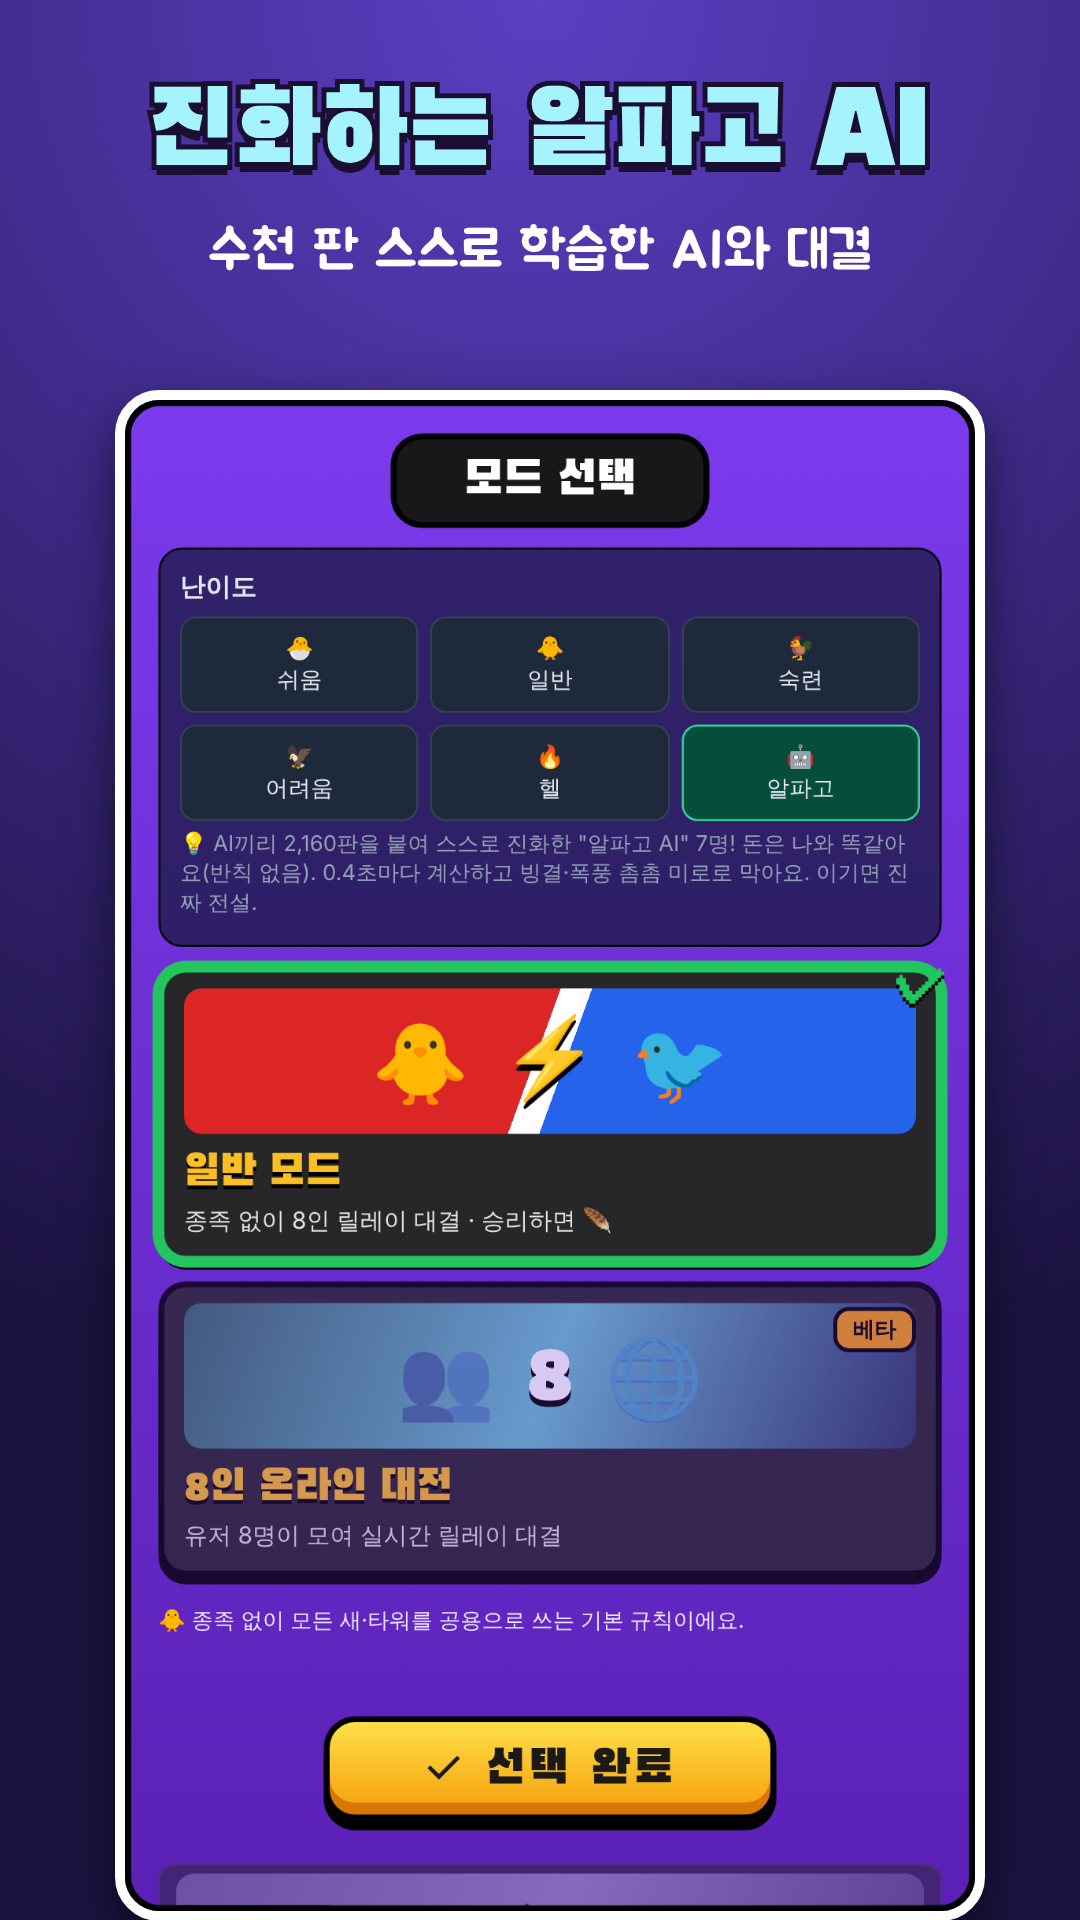 진화하는 알파고 AI
수천 판 스스로 학습한 AI와 대결
모드 선택
난이도
쉬움
일반
숙련
어려움
헬
알파고
💡 AI끼리 2,160판을 붙여 스스로 진화한 "알파고 AI" 7명! 돈은 나와 똑같아
요(반칙 없음). 0.4초마다 계산하고 빙결·폭풍 촘촘 미로로 막아요. 이기면 진
짜 전설.
일반 모드
종족 없이 8인 릴레이 대결 · 승리하면 🪶
베타
8
8인 온라인 대전
유저 8명이 모여 실시간 릴레이 대결
🐥 종족 없이 모든 새·타워를 공용으로 쓰는 기본 규칙이에요.
✓ 선택 완료